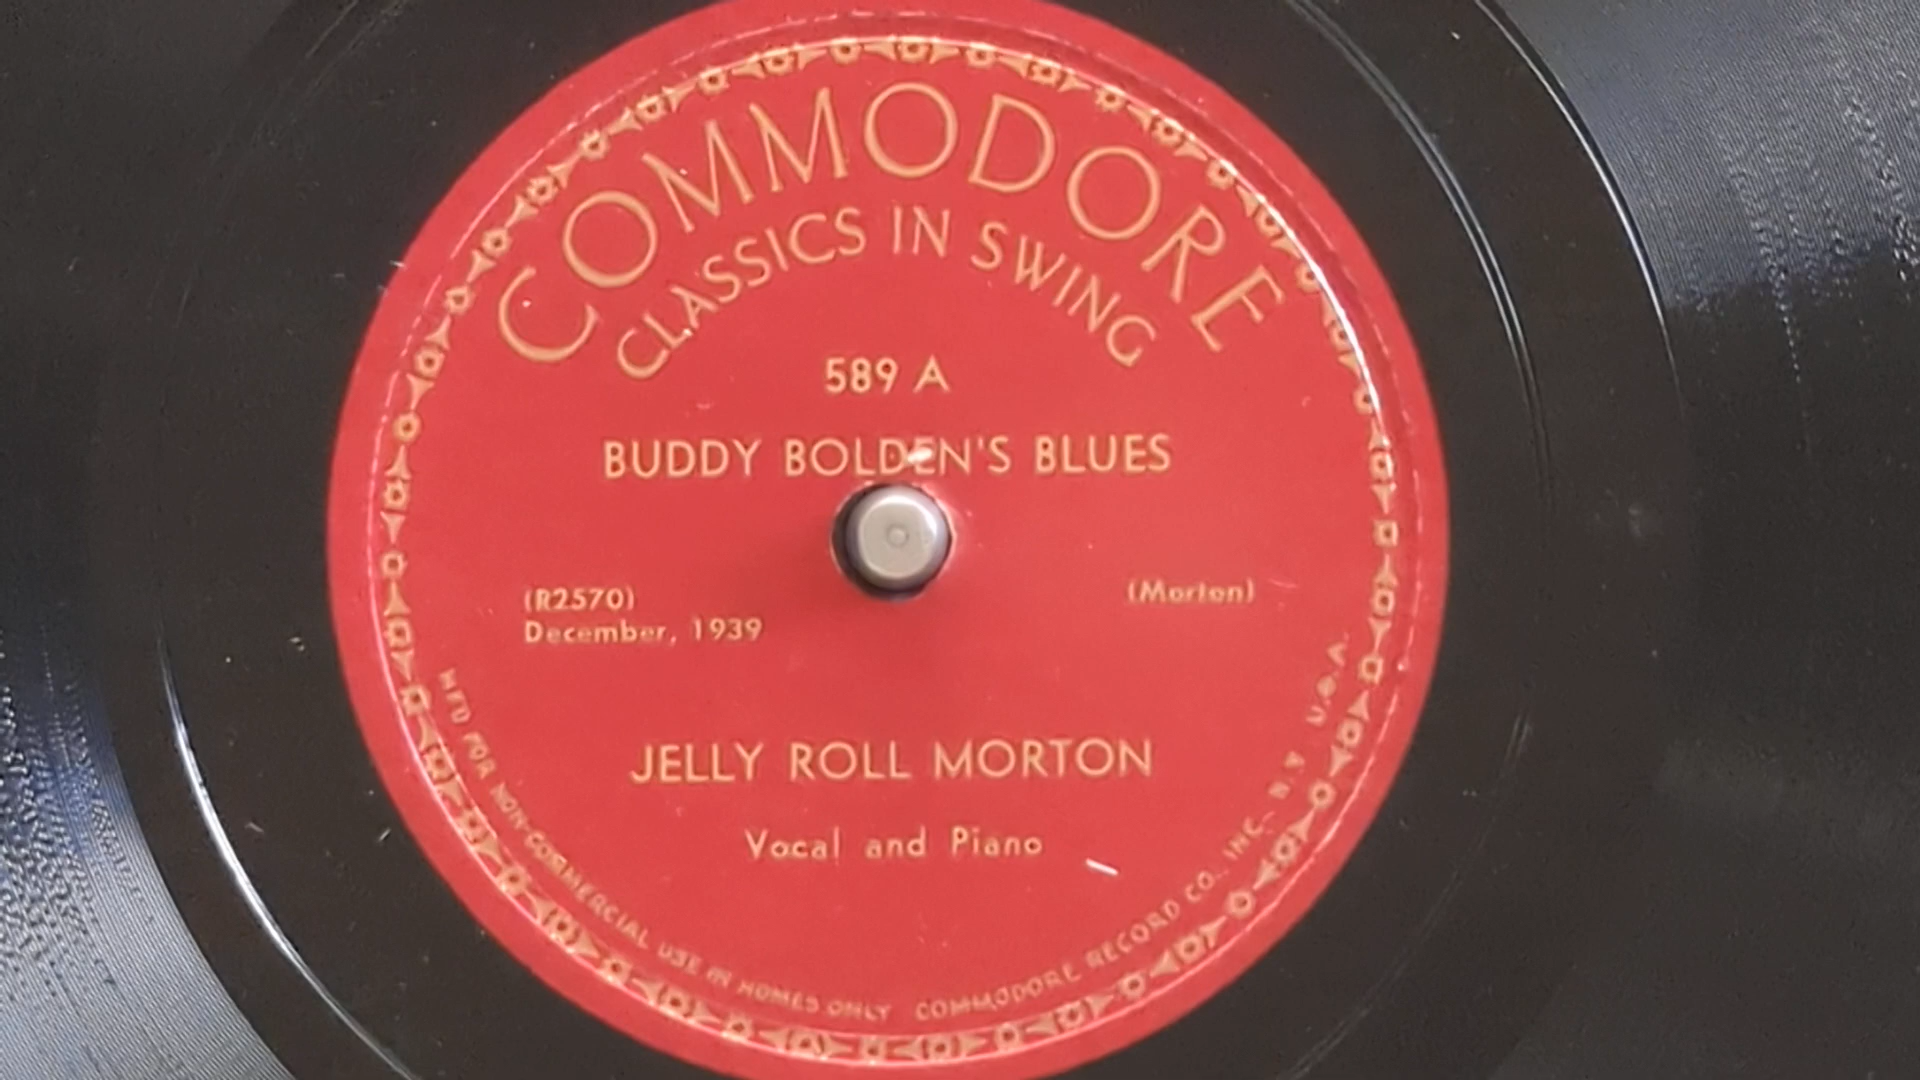 COMMODORE
CLASSICS IN SWING
589 A
BUDDY BOLDEN'S BLUES
(R2570)
December, 1939
(Morton)
JELLY ROLL MORTON
Vocal and Piano
MFD FOR NON-COMMERCIAL USE IN HOMES ONLY COMMODORE RECORD CO., INC. N.Y. U.S.A.